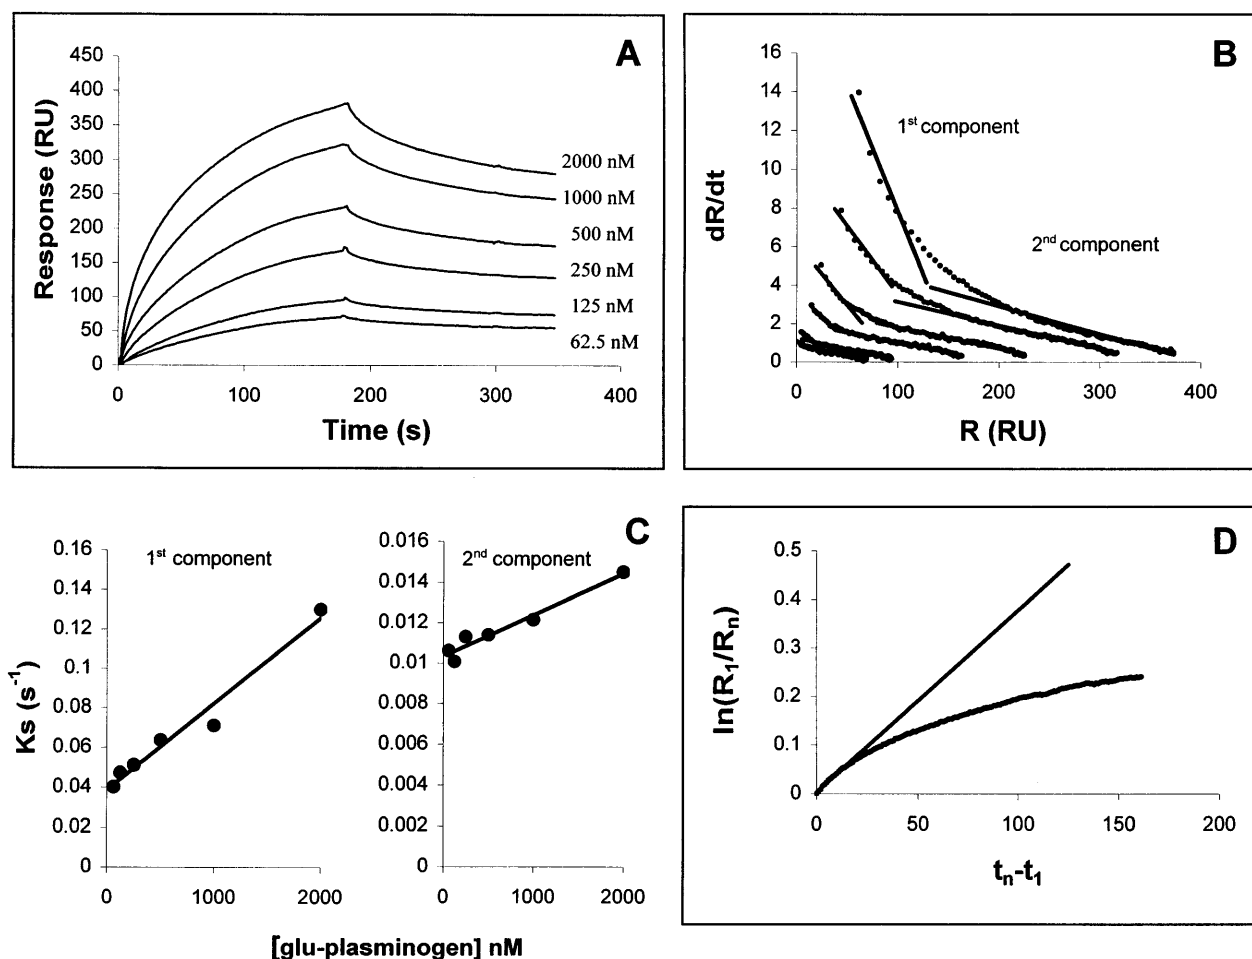 A
Response (RU)
450
400
350
300
250
200
150
100
50
0
2000 nM
1000 nM
500 nM
250 nM
125 nM
62.5 nM
0 100 200 300 400
Time (s)
B
dR/dt
16
14
12
10
8
6
4
2
0
1st component
2nd component
0 100 200 300 400
R (RU)
C
Ks (s-1)
0.16
0.14
0.12
0.1
0.08
0.06
0.04
0.02
0
1st component
0 1000 2000
0.016
0.014
0.012
0.01
0.008
0.006
0.004
0.002
0
2nd component
0 1000 2000
[glu-plasminogen] nM
D
ln(R1/Rn)
0.5
0.4
0.3
0.2
0.1
0
0 50 100 150 200
tn-t1